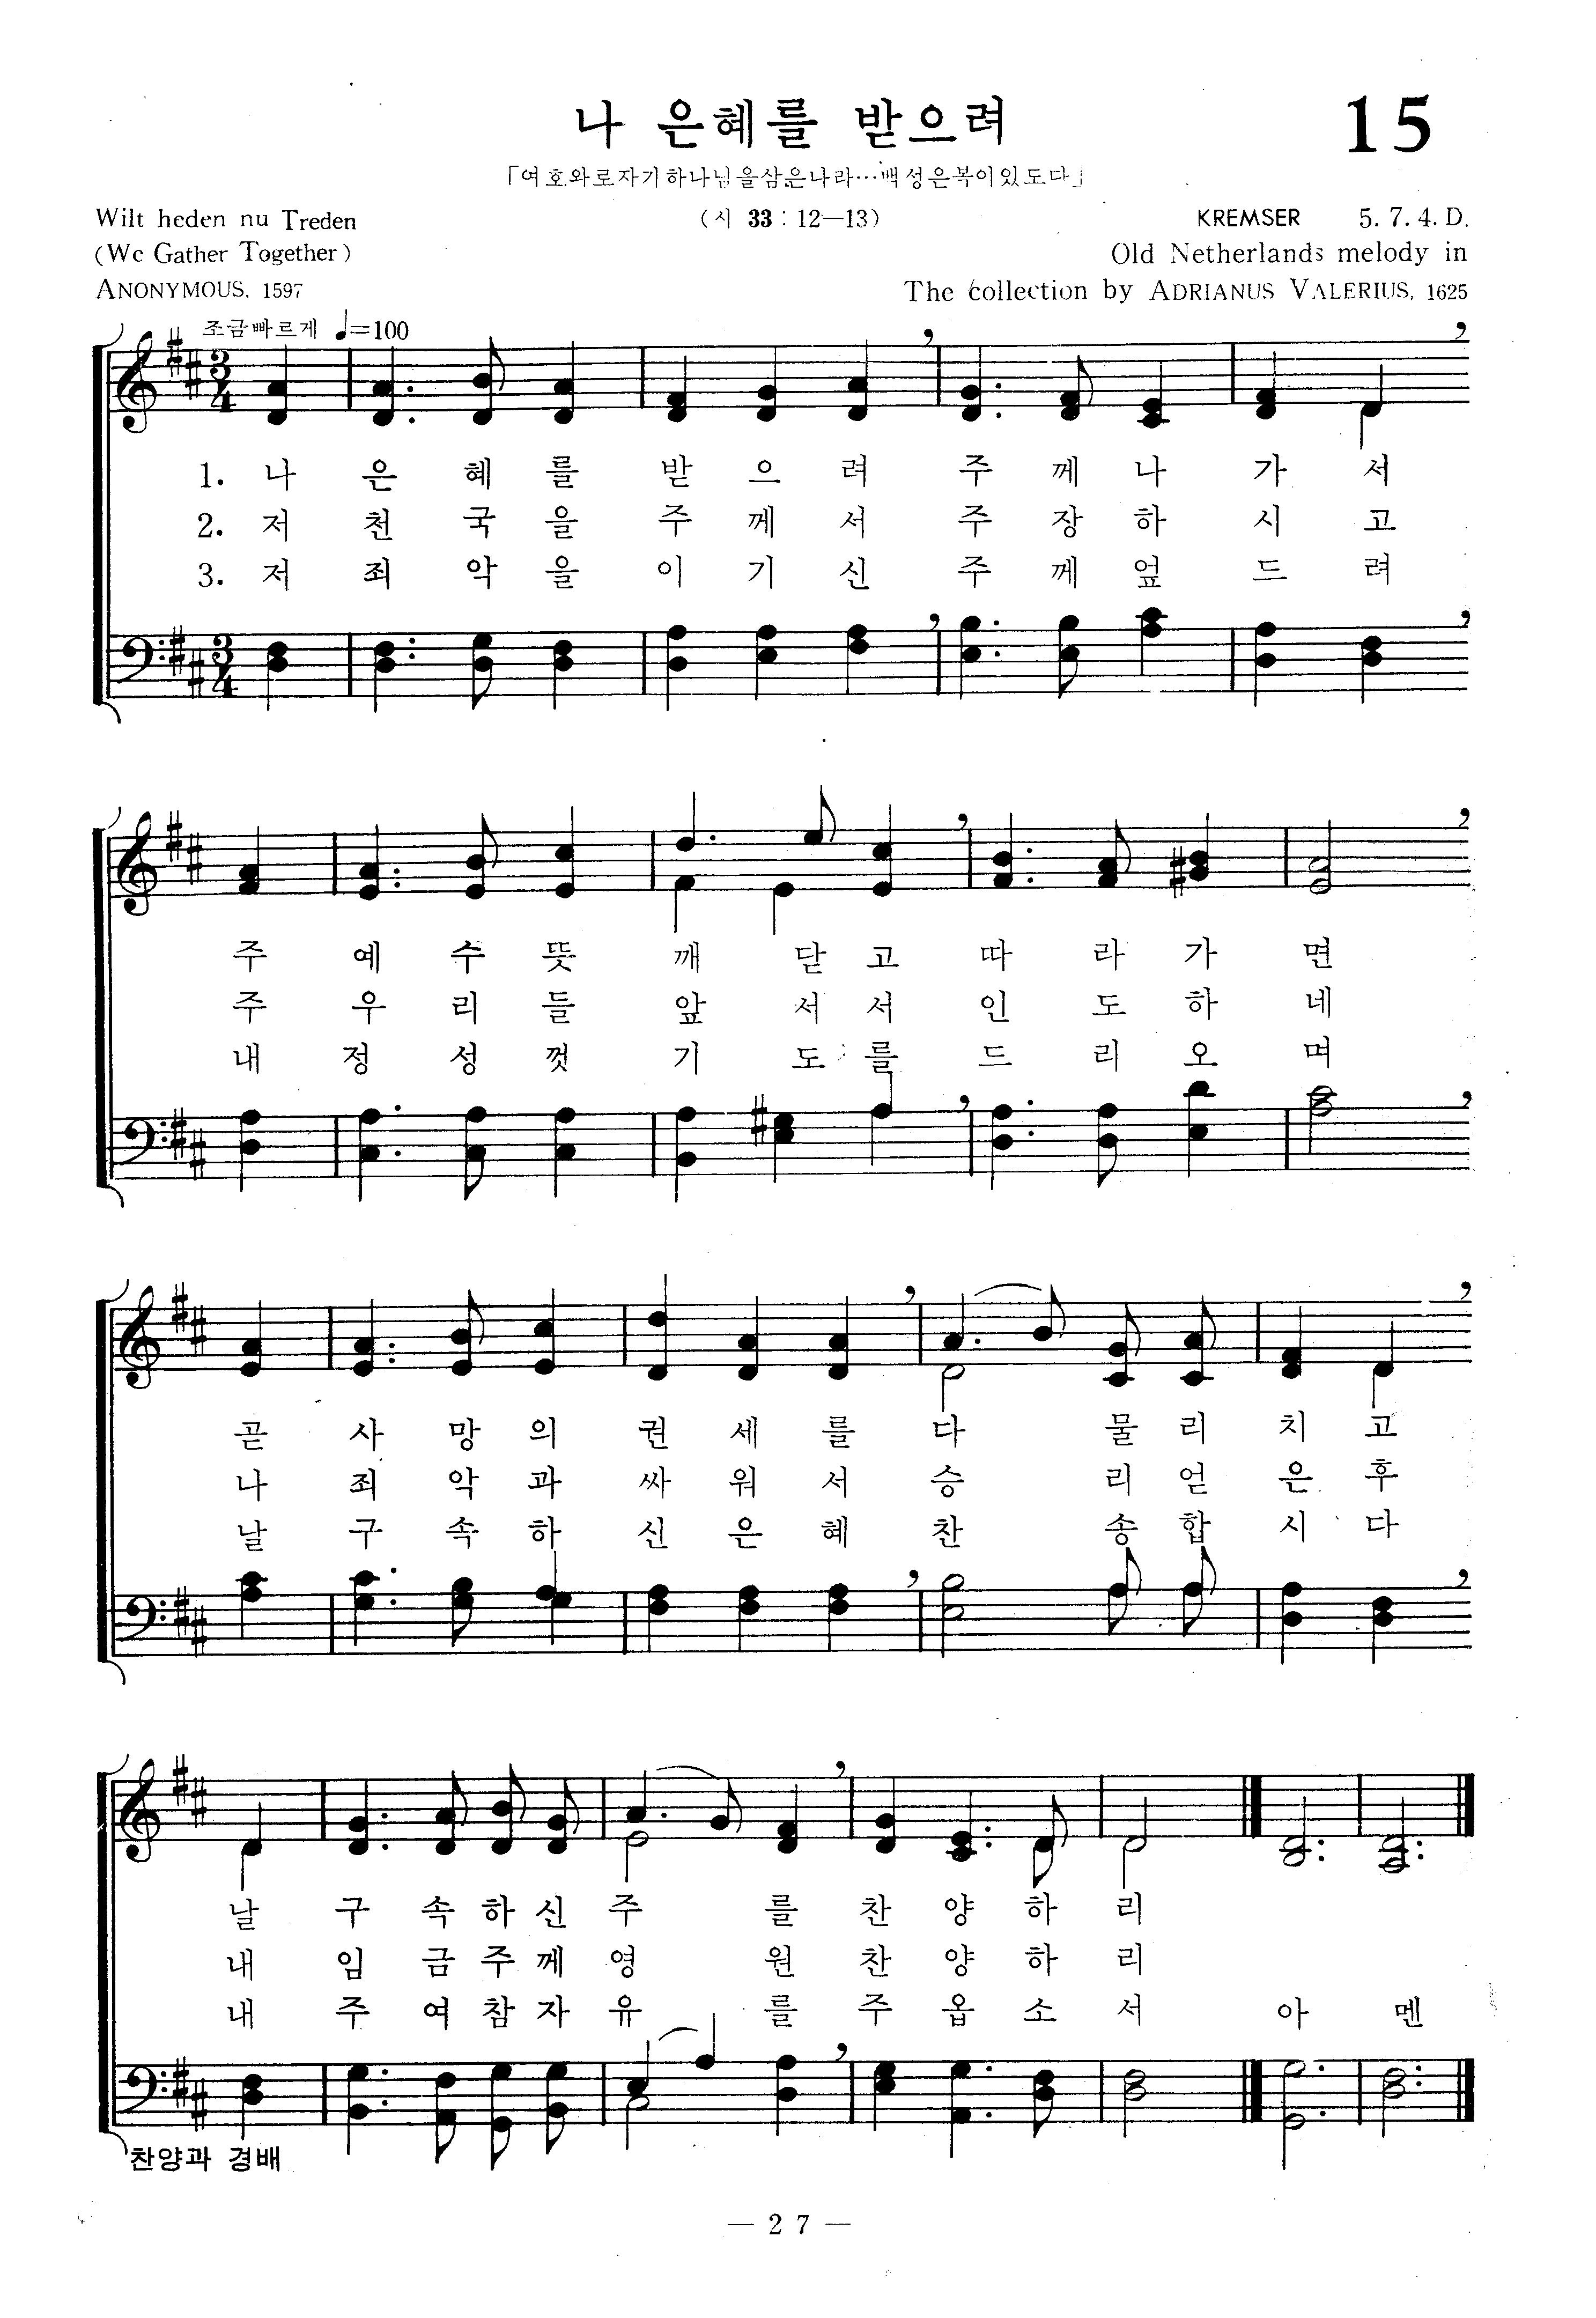 나 은혜를 받으려
15
「여호와로자기하나님을삼은나라…백성은복이있도다」
Wilt heden nu Treden
(시 33 : 12—13)
KREMSER 5. 7. 4. D.
(We Gather Together)
Old Netherlands melody in
ANONYMOUS, 1597
The collection by ADRIANUS VALERIUS, 1625
조금빠르게 ♩=100
1. 나 은 혜 를 받 으 려 주 께 나 가 서
2. 저 천 국 을 주 께 서 주 장 하 시 고
3. 저 죄 악 을 이 기 신 주 께 엎 드 려
주 예 수 뜻 깨 닫 고 따 라 가 면
주 우 리 들 앞 서 서 인 도 하 네
내 정 성 껏 기 도 를 드 리 오 며
곧 사 망 의 권 세 를 다 물 리 치 고
나 죄 악 과 싸 워 서 승 리 얻 은 후
날 구 속 하 신 은 혜 찬 송 합 시 다
날 구 속 하 신 주 를 찬 양 하 리
내 임 금 주 께 영 원 찬 양 하 리
내 주 여 참 자 유 를 주 옵 소 서 아 멘
찬양과 경배
— 2 7 —